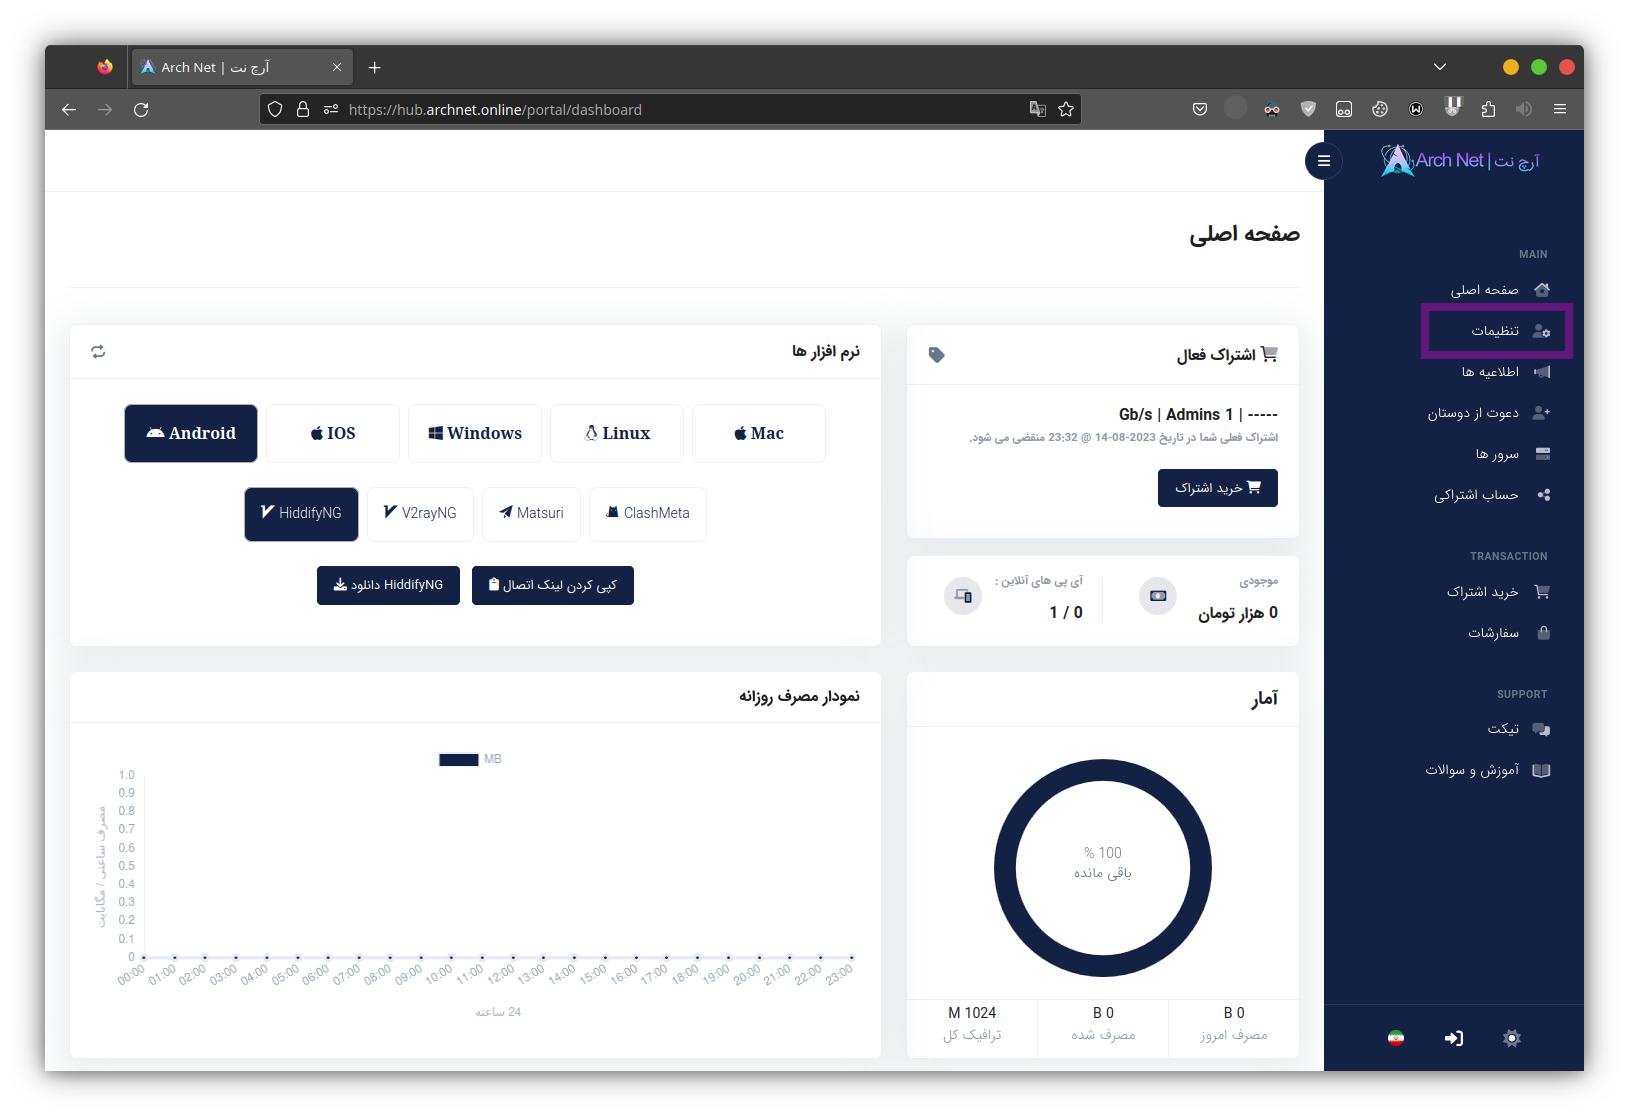 Arch Net | آرچ نت
https://hub.archnet.online/portal/dashboard
Arch Net | آرچ نت
MAIN
صفحه اصلی
تنظیمات
اطلاعیه ها
دعوت از دوستان
سرور ها
حساب اشتراکی
TRANSACTION
خرید اشتراک
سفارشات
SUPPORT
تیکت
آموزش و سوالات
صفحه اصلی
اشتراک فعال
Gb/s | Admins 1 | -----
اشتراک فعلی شما در تاریخ 2023-08-14 @ 23:32 منقضی می شود.
خرید اشتراک
موجودی
0 هزار تومان
آی پی های آنلاین :
1 / 0
نرم افزار ها
Android
IOS
Windows
Linux
Mac
HiddifyNG
V2rayNG
Matsuri
ClashMeta
دانلود HiddifyNG
کپی کردن لینک اتصال
آمار
% 100
باقی مانده
B 0
مصرف امروز
B 0
مصرف شده
M 1024
ترافیک کل
نمودار مصرف روزانه
MB
1.0
0.9
0.8
0.7
0.6
0.5
0.4
0.3
0.2
0.1
0
مصرف ساعتی / مگابایت
00:00 01:00 02:00 03:00 04:00 05:00 06:00 07:00 08:00 09:00 10:00 11:00 12:00 13:00 14:00 15:00 16:00 17:00 18:00 19:00 20:00 21:00 22:00 23:00
24 ساعته